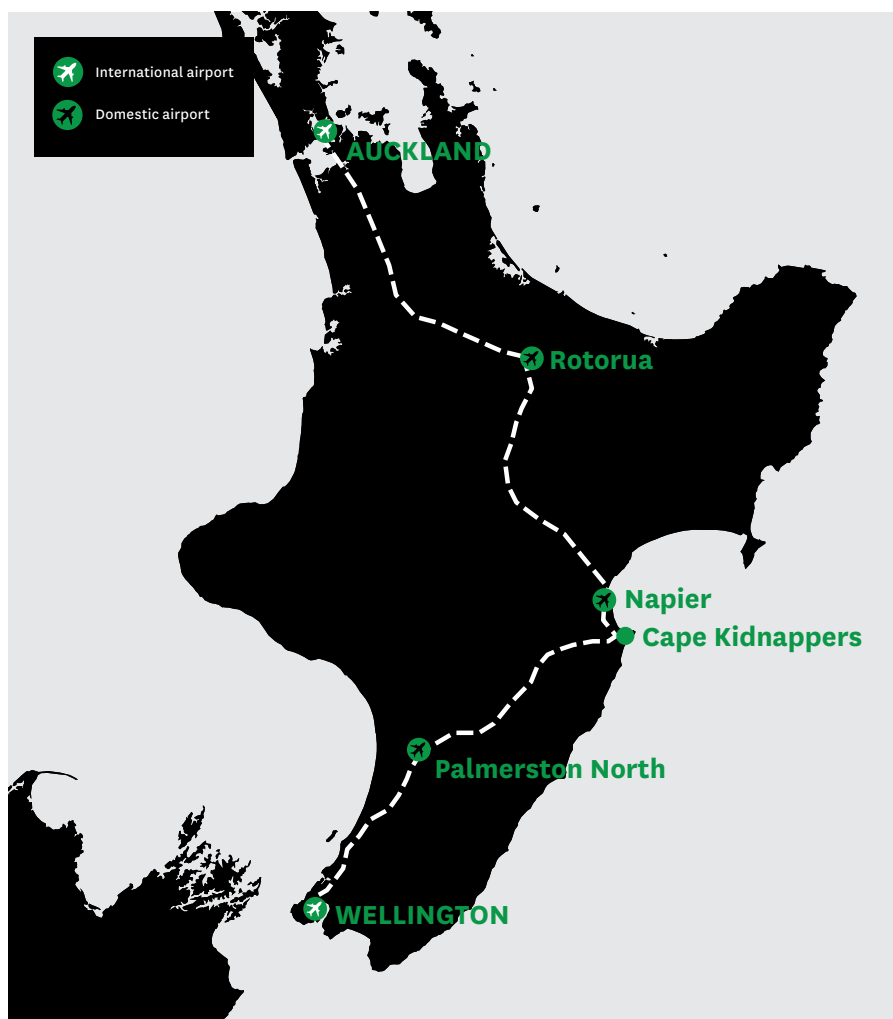 International airport
Domestic airport
AUCKLAND
Rotorua
Napier
Cape Kidnappers
Palmerston North
WELLINGTON